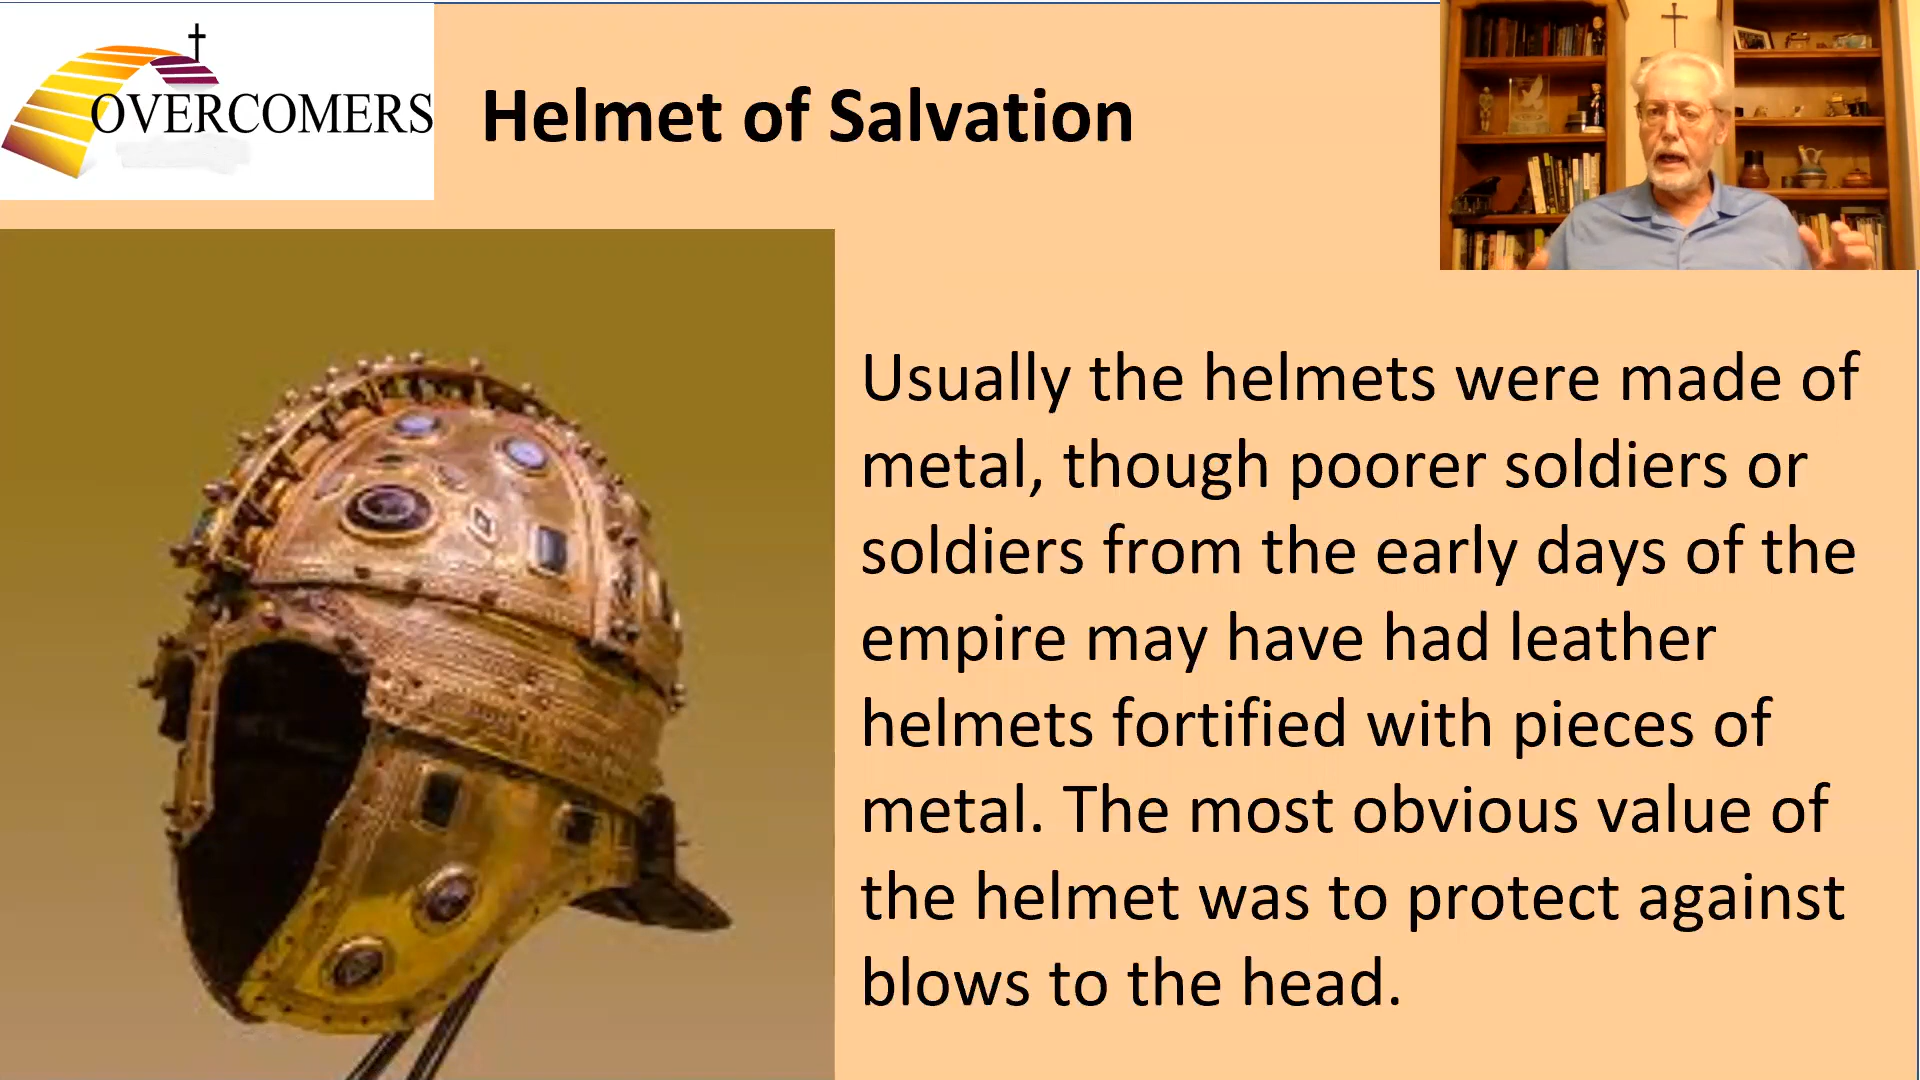 OVERCOMERS
Helmet of Salvation
Usually the helmets were made of
metal, though poorer soldiers or
soldiers from the early days of the
empire may have had leather
helmets fortified with pieces of
metal. The most obvious value of
the helmet was to protect against
blows to the head.